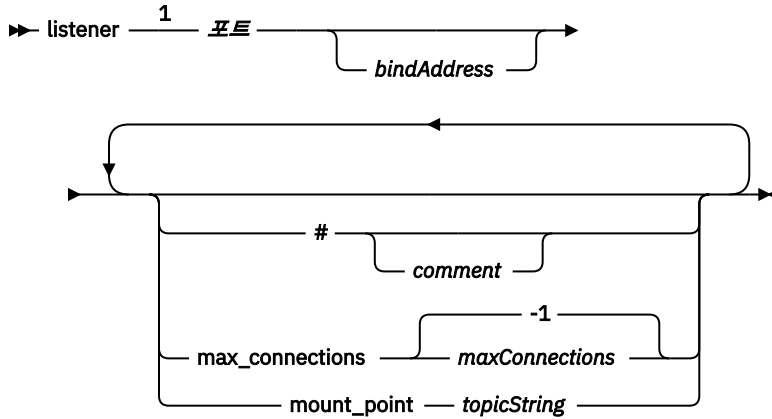 listener 1 포트
bindAddress
# comment
-1
max_connections maxConnections
mount_point topicString